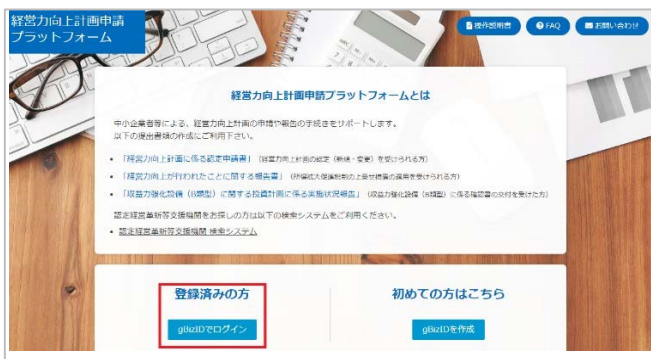 経営力向上計画申請
プラットフォーム
操作説明書
FAQ
お問い合わせ
経営力向上計画申請プラットフォームとは
中小企業者等による、経営力向上計画の申請や報告の手続きをサポートします。
以下の提出書類の作成にご利用下さい。
• 「経営力向上計画に係る認定申請書」（経営力向上計画の認定（新規・変更）を受けられる方）
• 「経営力向上が行われたことに関する報告書」（所得拡大促進税制の上乗せ措置の適用を受けられる方）
• 「収益力強化設備（B類型）に関する投資計画に係る実施状況報告」（収益力強化設備（B類型）に係る確認書の交付を受けた方）
認定経営革新等支援機関をお探しの方は以下の検索システムをご利用ください。
• 認定経営革新等支援機関 検索システム
登録済みの方
gBizIDでログイン
初めての方はこちら
gBizIDを作成